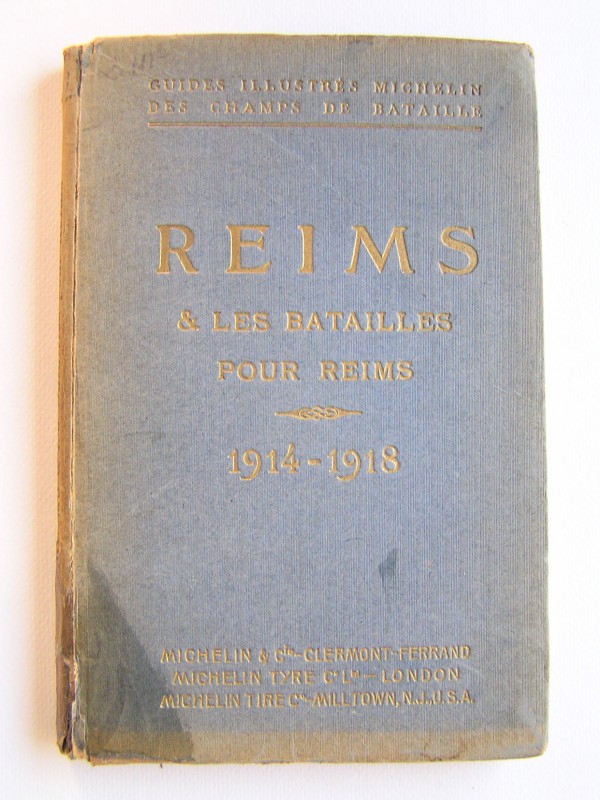 GUIDES ILLUSTRÉS MICHELIN
DES CHAMPS DE BATAILLE
REIMS
& LES BATAILLES
POUR REIMS
1914-1918
MICHELIN & Cie-CLERMONT-FERRAND
MICHELIN TYRE Co Ltd-LONDON
MICHELIN TIRE Co-MILLTOWN, N.J., U.S.A.